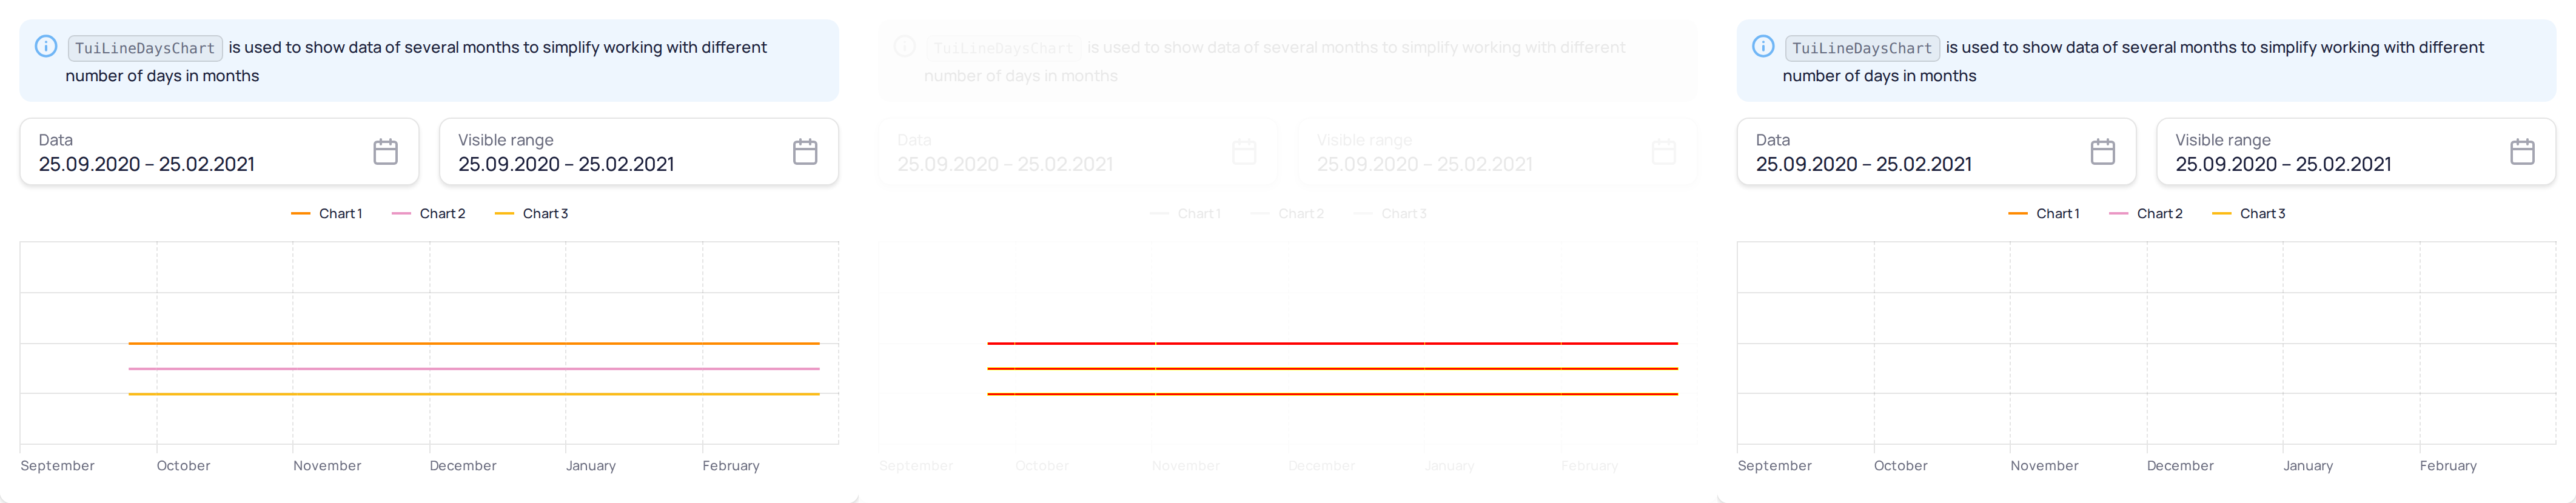 TuiLineDaysChart is used to show data of several months to simplify working with different
number of days in months
Data
25.09.2020 – 25.02.2021
Visible range
25.09.2020 – 25.02.2021
Chart 1 Chart 2 Chart 3
September October November December January February
TuiLineDaysChart is used to show data of several months to simplify working with different
number of days in months
Data
25.09.2020 – 25.02.2021
Visible range
25.09.2020 – 25.02.2021
Chart 1 Chart 2 Chart 3
September October November December January February
TuiLineDaysChart is used to show data of several months to simplify working with different
number of days in months
Data
25.09.2020 – 25.02.2021
Visible range
25.09.2020 – 25.02.2021
Chart 1 Chart 2 Chart 3
September October November December January February